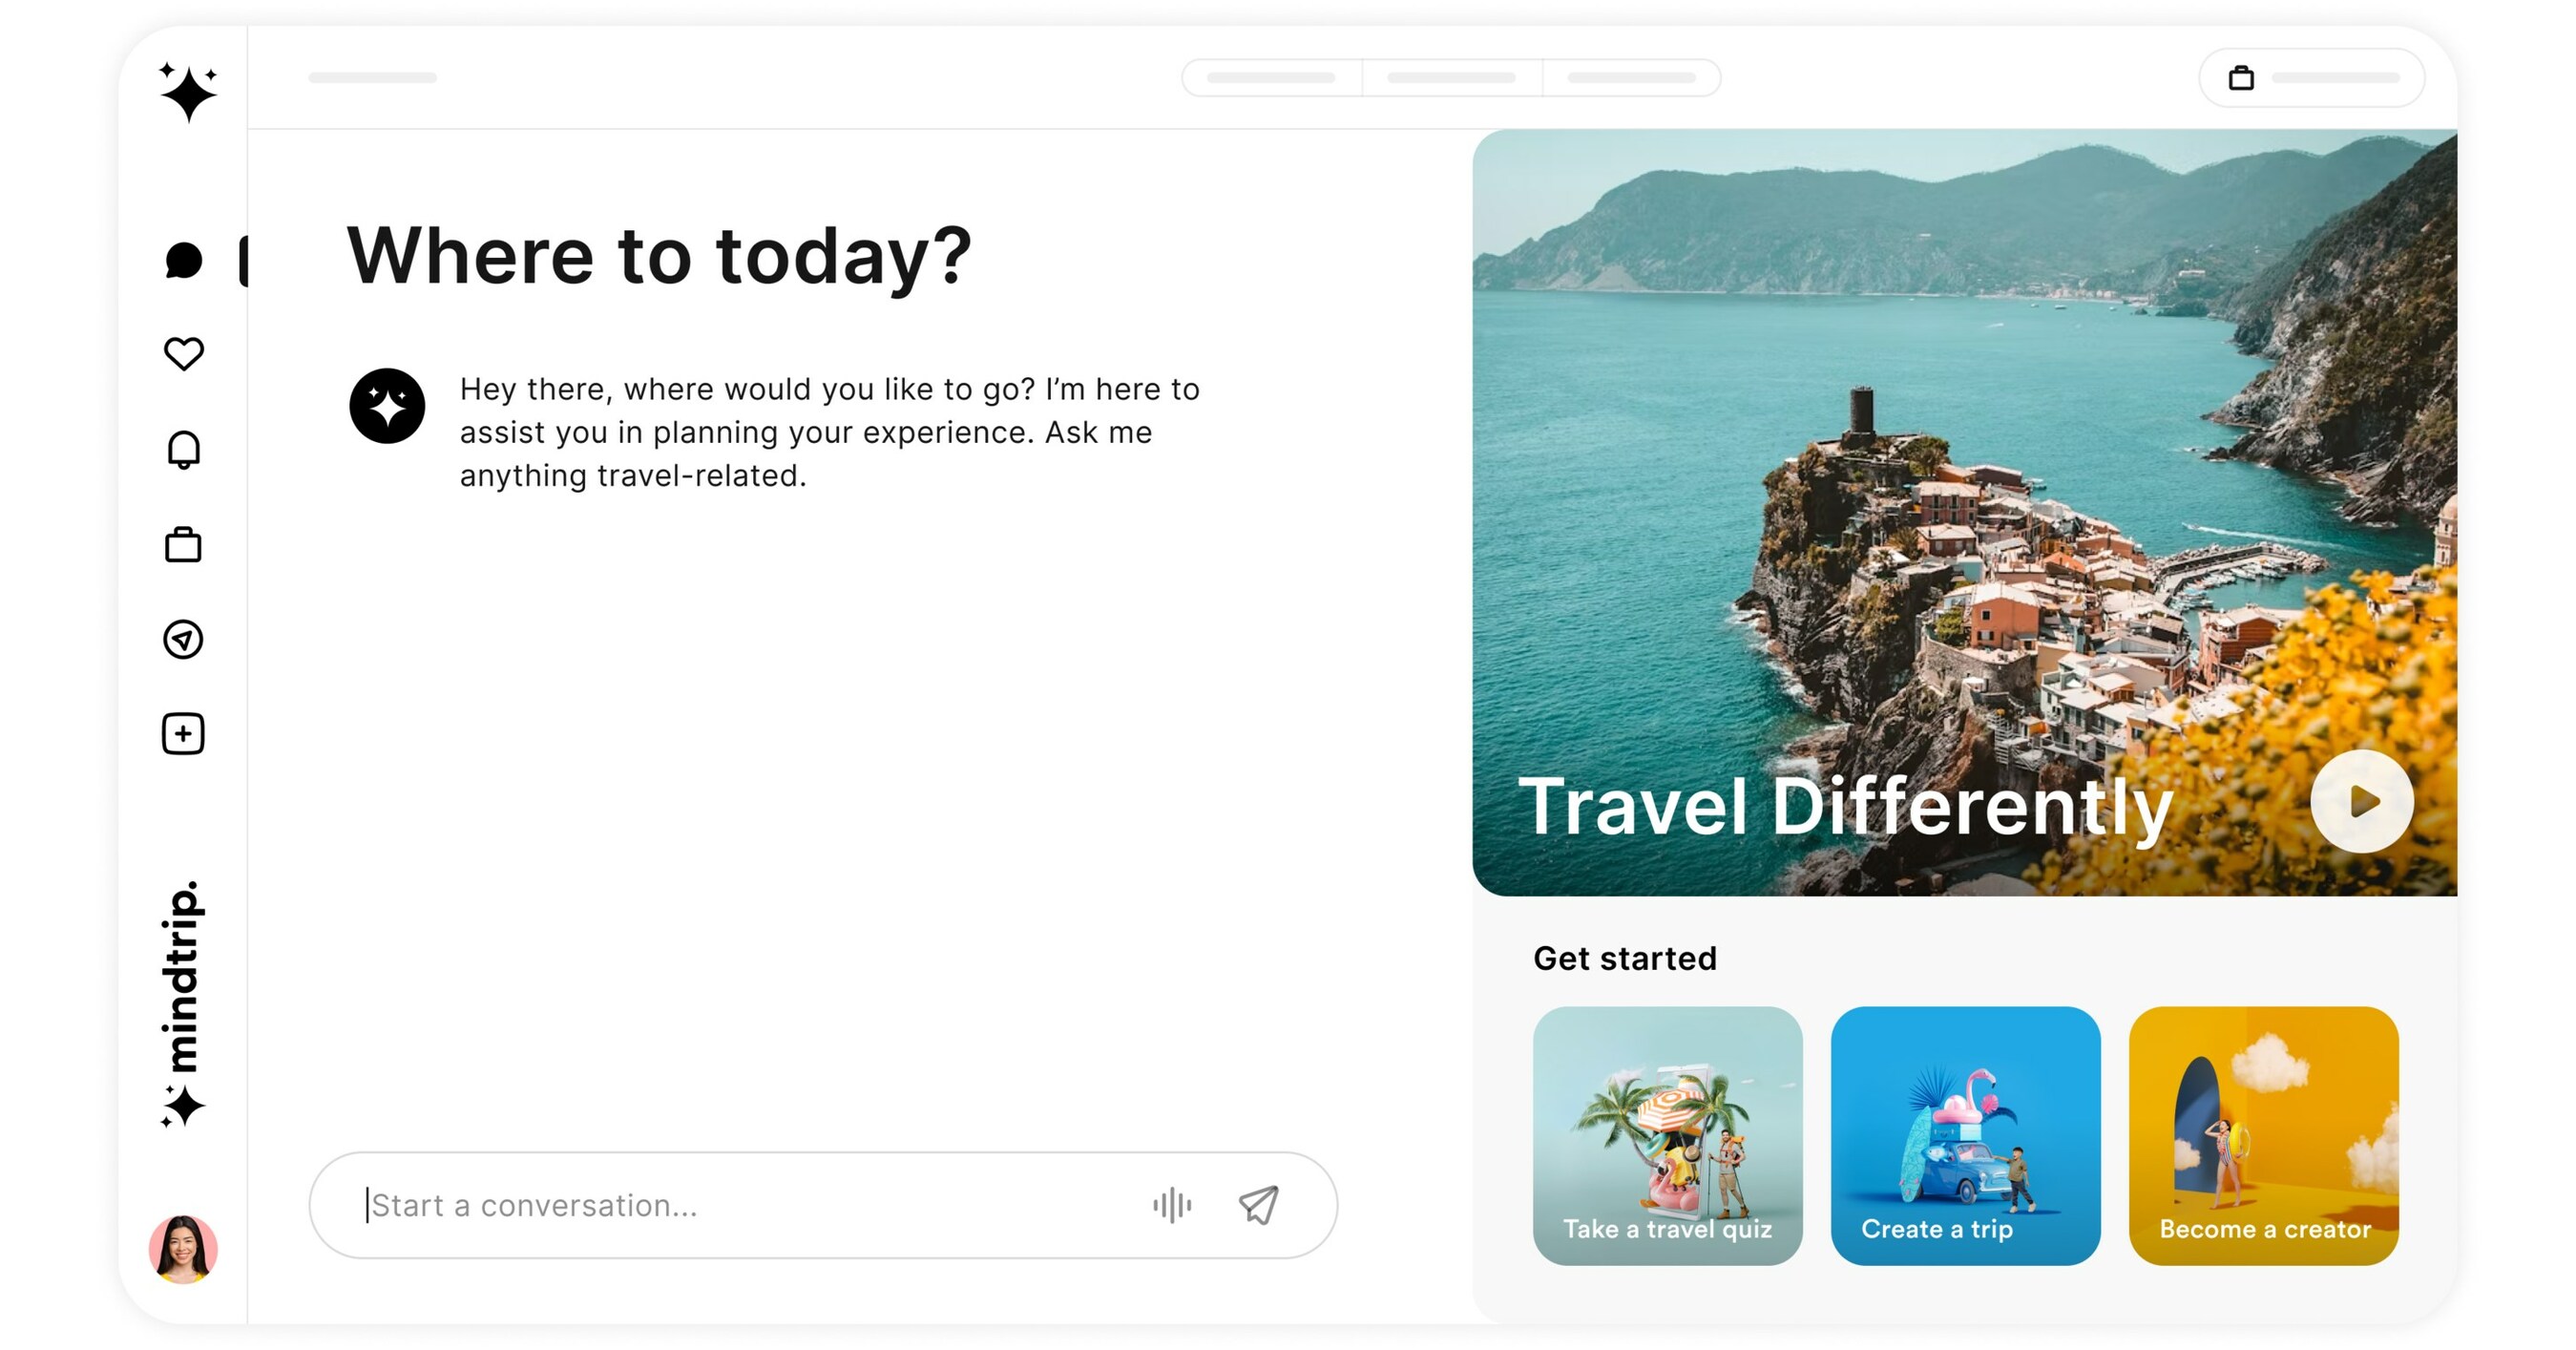 Where to today?
Hey there, where would you like to go? I’m here to
assist you in planning your experience. Ask me
anything travel-related.
Start a conversation...
mindtrip.
Travel Differently
Get started
Take a travel quiz
Create a trip
Become a creator